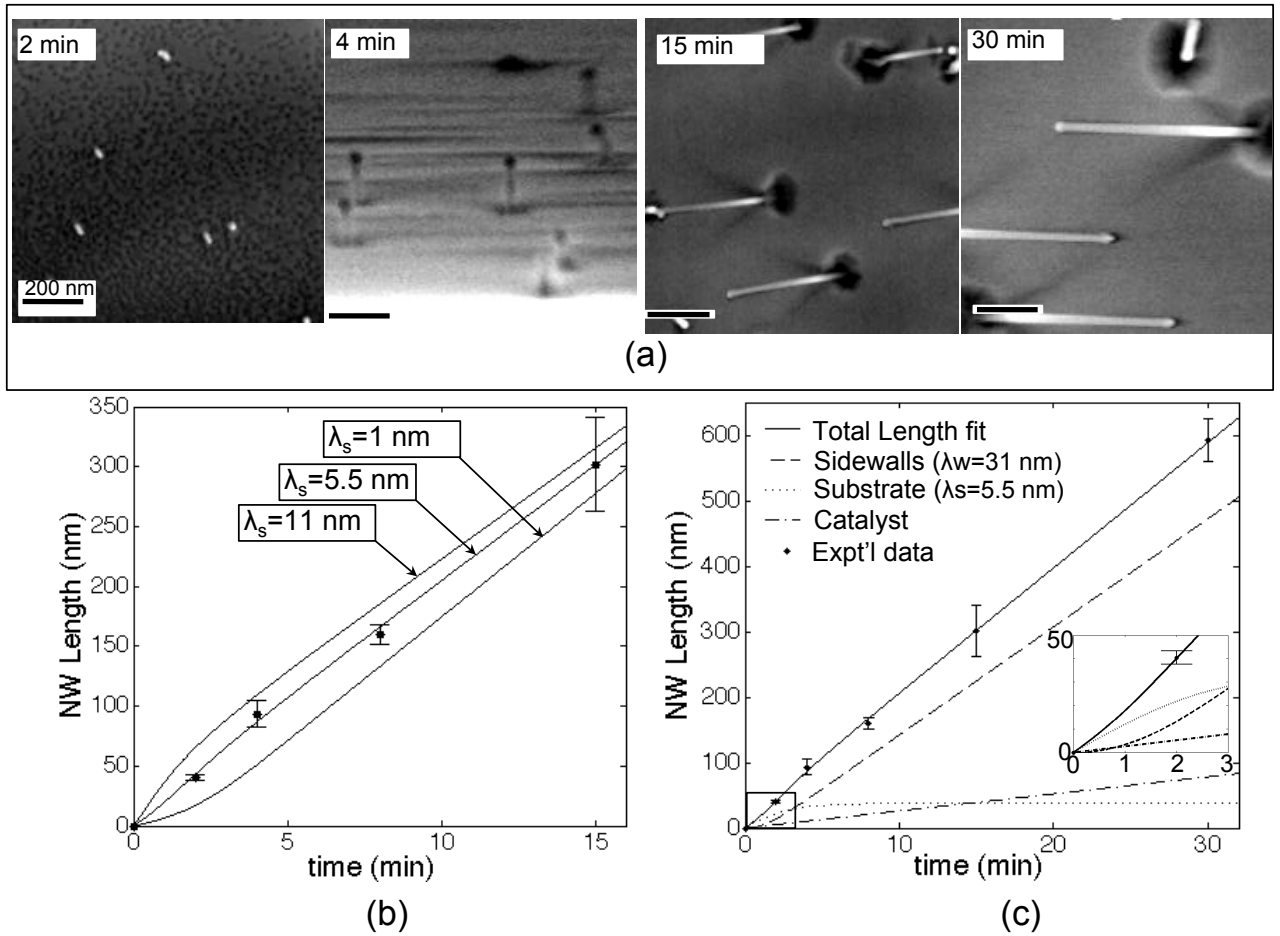 2 min
4 min
15 min
30 min
200 nm
(a)
350
300
250
200
150
100
50
0
0
5
10
15
NW Length (nm)
time (min)
λs=1 nm
λs=5.5 nm
λs=11 nm
(b)
600
500
400
300
200
100
0
0
10
20
30
NW Length (nm)
time (min)
Total Length fit
Sidewalls (λw=31 nm)
Substrate (λs=5.5 nm)
Catalyst
Expt'l data
50
0
0
1
2
3
(c)